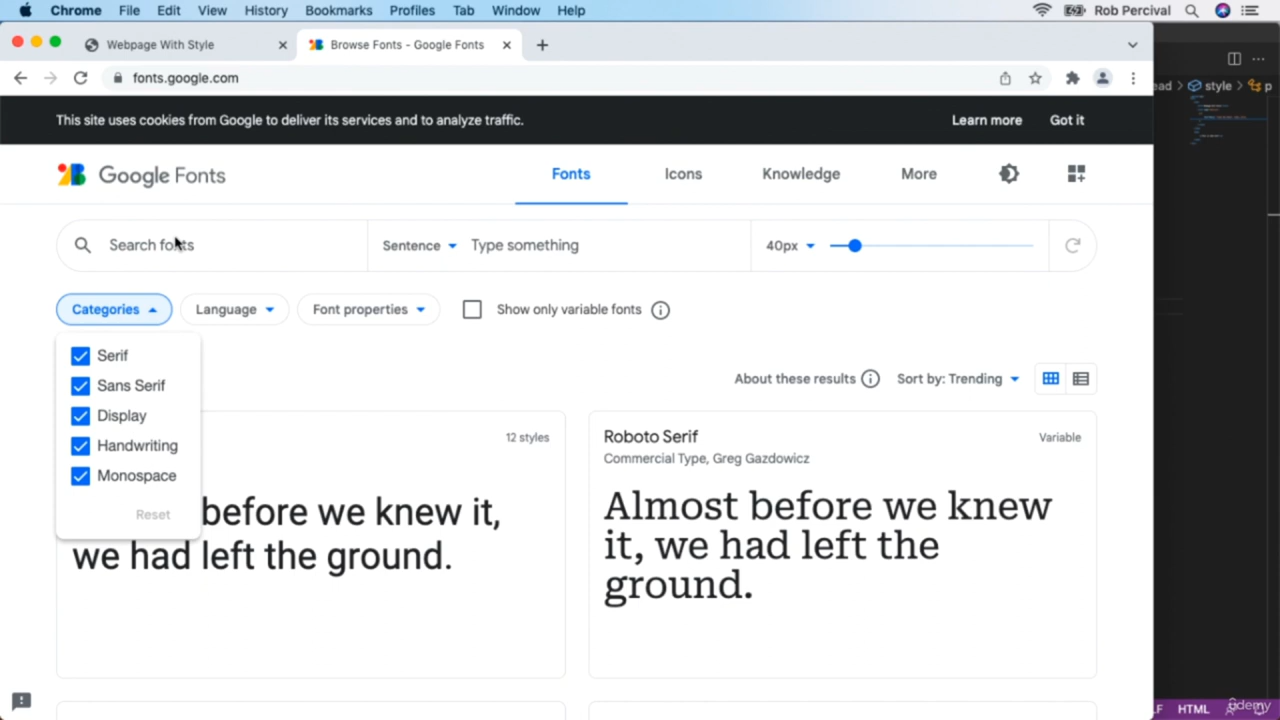 Chrome File Edit View History Bookmarks Profiles Tab Window Help Rob Percival
Webpage With Style
Browse Fonts - Google Fonts
fonts.google.com
style p
This site uses cookies from Google to deliver its services and to analyze traffic. Learn more Got it
Google Fonts Fonts Icons Knowledge More
Search fonts Sentence Type something 40px
Categories Language Font properties Show only variable fonts
Serif
Sans Serif
Display
Handwriting
Monospace
Reset
About these results Sort by: Trending
12 styles
before we knew it,
we had left the ground.
Roboto Serif Variable
Commercial Type, Greg Gazdowicz
Almost before we knew
it, we had left the
ground.
HTML
ûdemy